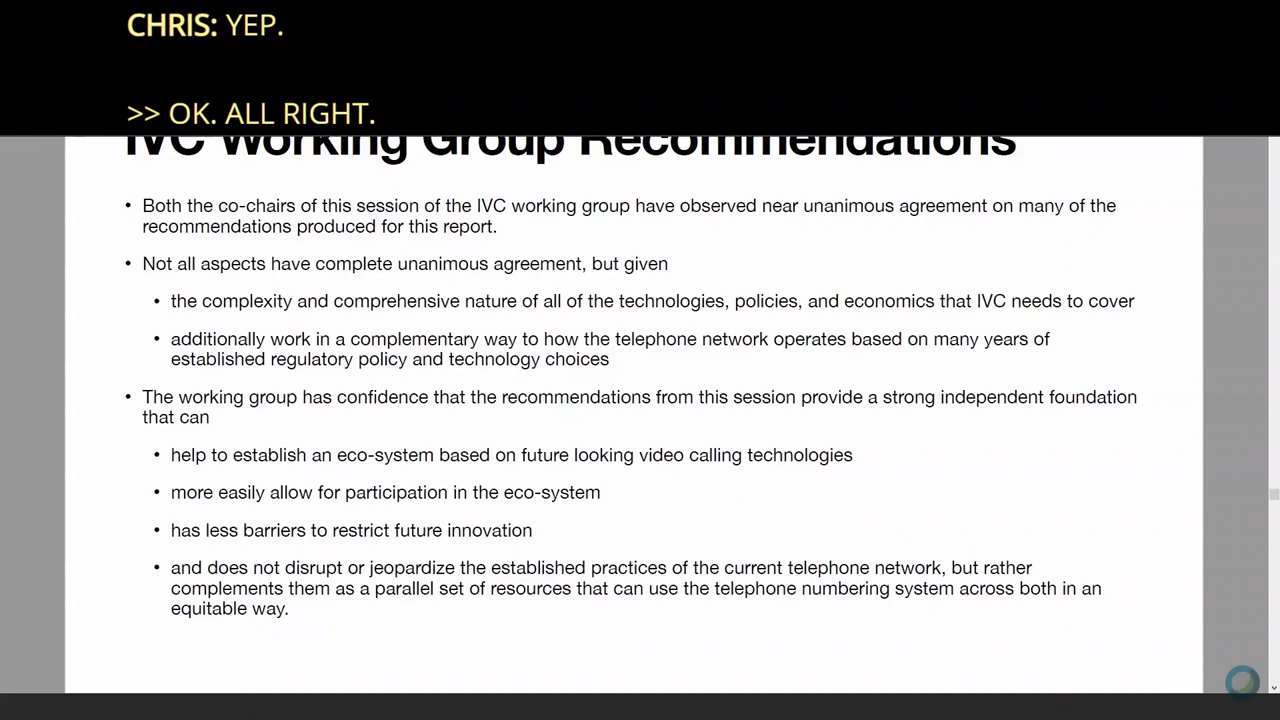 CHRIS: YEP.
>> OK. ALL RIGHT.
IVC Working Group Recommendations
• Both the co-chairs of this session of the IVC working group have observed near unanimous agreement on many of the
recommendations produced for this report.
• Not all aspects have complete unanimous agreement, but given
• the complexity and comprehensive nature of all of the technologies, policies, and economics that IVC needs to cover
• additionally work in a complementary way to how the telephone network operates based on many years of
established regulatory policy and technology choices
• The working group has confidence that the recommendations from this session provide a strong independent foundation
that can
• help to establish an eco-system based on future looking video calling technologies
• more easily allow for participation in the eco-system
• has less barriers to restrict future innovation
• and does not disrupt or jeopardize the established practices of the current telephone network, but rather
complements them as a parallel set of resources that can use the telephone numbering system across both in an
equitable way.